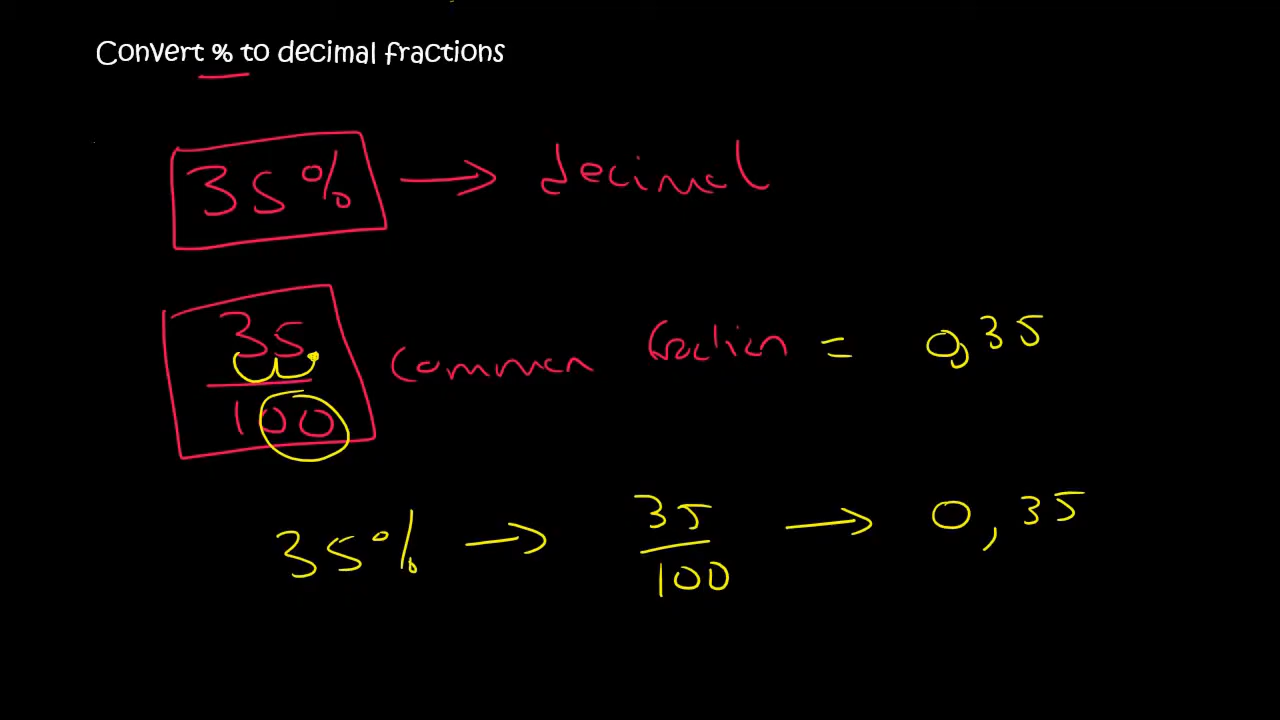 Convert % to decimal fractions
35% → decimal
35
100
common fraction = 0,35
35% → 35/100 → 0,35